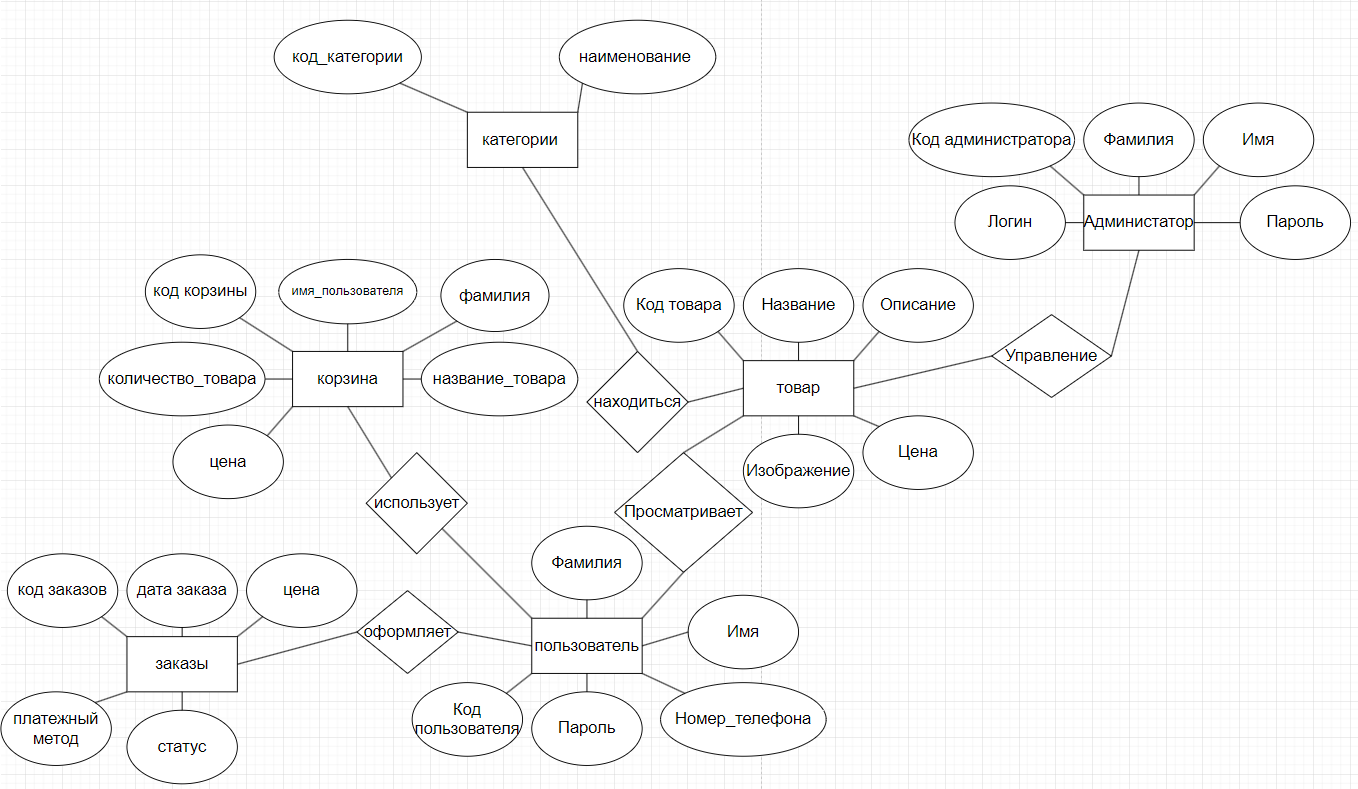 код_категории
наименование
категории
Код администратора
Фамилия
Имя
Логин
Администатор
Пароль
код корзины
имя_пользователя
фамилия
Код товара
Название
Описание
количество_товара
корзина
название_товара
находиться
товар
Управление
цена
Изображение
Цена
использует
Просматривает
Фамилия
код заказов
дата заказа
цена
оформляет
Имя
заказы
пользователь
платежный
метод
статус
Код
пользователя
Пароль
Номер_телефона